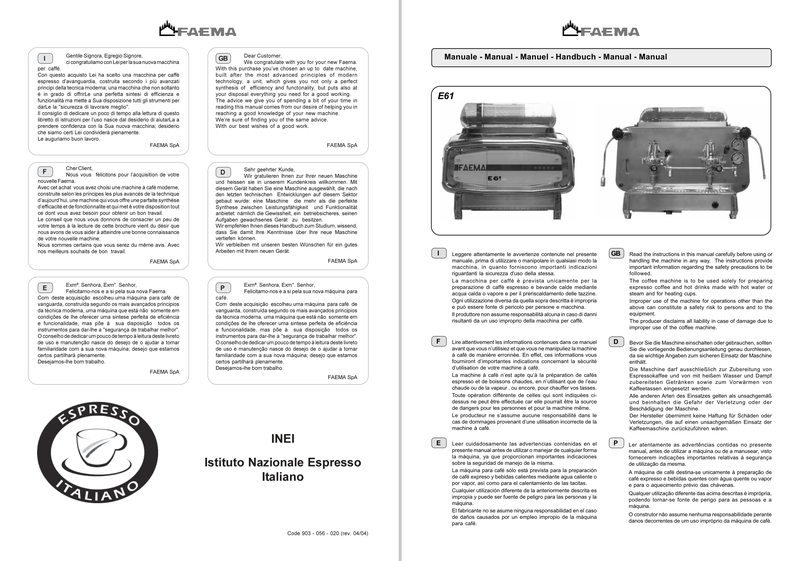 FAEMA
I
Gentile Signora, Egregio Signore,
ci congratuliamo con Lei per la sua nuova macchina
per caffè.
Con questo acquisto Lei ha scelto una macchina per caffè
espresso d'avanguardia, costruita secondo i più avanzati
principi della tecnica moderna; una macchina che non soltanto
è in grado di offrirLe una perfetta sintesi di efficienza e
funzionalità ma mette a Sua disposizione tutti gli strumenti per
darLe la "sicurezza di lavorare meglio".
Il consiglio di dedicare un poco di tempo alla lettura di questo
libretto di istruzioni per l'uso nasce dal desiderio di aiutarLa a
prendere confidenza con la Sua nuova macchina; desiderio
che siamo certi Lei condividerà pienamente.
Le auguriamo buon lavoro.
FAEMA SpA
F
Cher Client,
Nous vous félicitons pour l'acquisition de votre
nouvelle Faema.
Avec cet achat vous avez choisi une machine à café moderne,
construite selon les principes les plus avancés de la technique
d'aujourd'hui, une machine qui vous offre une parfaite synthèse
d'efficacité et de fonctionnalite et qui met à votre disposition tout
ce dont vous avez besoin pour obtenir un bon travail.
Le conseil que nous vous donnons de consacrer un peu de
votre temps à la lecture de cette brochure vient du désir que
nous avons de vous aider à atteindre une bonne connaissance
de votre nouvelle machine.
Nous sommes certains que vous serez du même avis. Avec
nos meilleurs souhaits de bon travail.
FAEMA SpA
E
Exmª. Senhora, Exm°. Senhor,
Felicitamo-nos e a si pela sua nova Faema.
Com deste acquisição escolheu uma máquina para café de
vanguarda, construída segundo os mais avançados princípios
da técnica moderna, uma máquina que está não somente em
condições de lhe oferecer uma síntese perfeita de eficiência
e funcionalidade, mas põe à sua disposição todos os
instrumentos para dar-lhe a "segurança de trabalhar melhor".
O conselho de dedicar um pouco de tempo à leitura deste livreto
de uso e manutenção nasce do desejo de o ajudar a tomar
familiaridade com a sua nova máquina; desejo que estamos
certos partilhará plenamente.
Desejamos-lhe bom trabalho.
FAEMA SpA
GB
Dear Customer,
We congratulate with you for your new Faema.
With this purchase you've chosen an up to date machine,
built after the most advanced principles of modern
technology, a unit, which gives you not only a perfect
synthesis of efficiency and functionality, but puts also at
your disposal everything you need for a good working.
The advice we give of spending a bit of your time in
reading this manual comes from our desire of helping you in
reaching a good knowledge of your new machine.
We're sure of finding you of the same advice.
With our best wishes of a good work.
FAEMA SpA
D
Sehr geehrter Kunde,
Wir gratulieren Ihnen zur Ihrer neuen Maschine
und heissen sie in unserem Kundenkreis willkommen. Mit
diesem Gerät haben Sie eine Maschine ausgewählt, die nach
den letzten technischen Entwicklungen auf diesem Sektor
gebaut wurde: eine Maschine die mehr als die perfekte
Synthese zwischen Leistungsfähigkeit und Funktionalität
anbietet: nämlich die Gewissheit, ein betriebsicheres, seinen
Aufgaben gewachsenes Gerät zu besitzen.
Wir empfehlen Ihnen dieses Handbuch zum Studium, wissend,
dass Sie damit Ihre Kenntnisse über Ihre neue Maschine
vertiefen können.
Wir verbleiben mit unseren besten Wünschen für ein gutes
Arbeiten mit Ihrem neuen Gerät:
FAEMA SpA
P
Exmª Senhora, Exm°. Senhor,
Felicitamo-nos e a si pela sua nova máquina para
café.
Com deste acquisição escolheu uma máquina para café de
vanguarda, construída segundo os mais avançados princípios
da técnica moderna, uma máquina que está não somente em
condições de lhe oferecer uma síntese perfeita de eficiência
e funcionalidade, mas põe à sua disposição todos os
instrumentos para dar-lhe a "segurança de trabalhar melhor".
O conselho de dedicar um pouco de tempo à leitura deste livreto
de uso e manutenção nasce do desejo de o ajudar a tomar
familiaridade com a sua nova máquina; desejo que estamos
certos partilhará plenamente.
Desejamos-lhe bom trabalho.
FAEMA SpA
ESPRESSO
ITALIANO
INEI
Istituto Nazionale Espresso
Italiano
Code 903 - 056 - 020 (rev. 04/04)
FAEMA
Manuale - Manual - Manuel - Handbuch - Manual - Manual
E61
FAEMA
E61
I
Leggere attentamente le avvertenze contenute nel presente
manuale, prima di utilizzare o manipolare in qualsiasi modo la
macchina, in quanto forniscono importanti indicazioni
riguardanti la sicurezza d'uso della stessa.
La macchina per caffè è prevista unicamente per la
preparazione di caffè espresso e bevande calde mediante
acqua calda o vapore e per il preriscaldamento delle tazzine.
Ogni utilizzazione diversa da quella sopra descritta è impropria
e può essere fonte di pericolo per persone e macchina.
Il produttore non assume responsabilità alcuna in caso di danni
risultanti da un uso improprio della macchina per caffè.
F
Lire attentivement les informations contenues dans ce manuel
avant que vous n'utilisiez et que vous ne manipuliez la machine
à café de manière erronée. En effet, ces informations vous
fourniront d'importantes indications concernant la sécurité
d'utilisation de votre machine à café.
La machine à café n'est apte qu'à la préparation de cafés
espresso et de boissons chaudes, en n'utilisant que de l'eau
chaude ou de la vapeur , ou encore, pour chauffer vos tasses.
Toute opération différente de celles qui sont indiquées ci-
dessus ne peut être effectuée car elle pourrait être la source
de dangers pour les personnes et pour la machine même.
Le producteur ne s'assume aucune responsabilité dans le
cas de dommages provenant d'une utilisation incorrecte de la
machine à café.
E
Leer cuidadosamente las advertencias contenidas en el
presente manual antes de utilizar o manejar de cualquier forma
la máquina, ya que proporcionan importantes indicaciones
sobre la seguridad de manejo de la misma.
La máquina para café sólo está prevista para la preparación
de café expreso y bebidas calientes mediante agua caliente o
por vapor, así como para el calentamiento de las tacitas.
Cualquier utilización diferente de la anteriormente descrita es
impropia y puede ser fuente de peligro para las personas y la
máquina.
El fabricante no se asume ninguna responsabilidad en el caso
de daños causados por un empleo impropio de la máquina
para café.
GB
Read the instructions in this manual carefully before using or
handling the machine in any way. The instructions provide
important information regarding the safety precautions to be
followed.
The coffee machine is to be used solely for preparing
espresso coffee and hot drinks made with hot water or
steam and for heating cups.
Improper use of the machine for operations other than the
above can constitute a safety risk to persons and to the
equipment.
The producer disclaims all liability in case of damage due to
improper use of the coffee machine.
D
Bevor Sie die Maschine einschalten oder gebrauchen, sollten
Sie die vorliegende Bedienungsanleitung genau durchlesen,
da sie wichtige Angaben zum sicheren Einsatz der Maschine
enthält.
Die Maschine darf ausschließlich zur Zubereitung von
Espressokaffee und von mit heißem Wasser und Dampf
zubereiteten Getränken sowie zum Vorwärmen von
Kaffeetassen eingesetzt werden.
Alle anderen Arten des Einsatzes gelten als unsachgemäß
und beinhalten die Gefahr der Verletzung oder der
Beschädigung der Maschine.
Der Hersteller übernimmt keine Haftung für Schäden oder
Verletzungen, die auf einen unsachgemäßen Einsatz der
Kaffeemaschine zurückzuführen wären.
P
Ler atentamente as advertências contidas no presente
manual, antes de utilizar a máquina ou de a manusear, visto
fornecerem indicações importantes relativas à segurança
de utilização da mesma.
A máquina de café destina-se unicamente à preparação de
café expresso e bebidas quentes com água quente ou vapor
e para o aquecimento prévio das chávenas.
Qualquer utilização diferente das acima descritas é imprópria,
podendo tornar-se fonte de perigo para as pessoas e a
máquina.
O construtor não assume nenhuma responsabilidade perante
danos decorrentes de um uso impróprio da máquina de café.